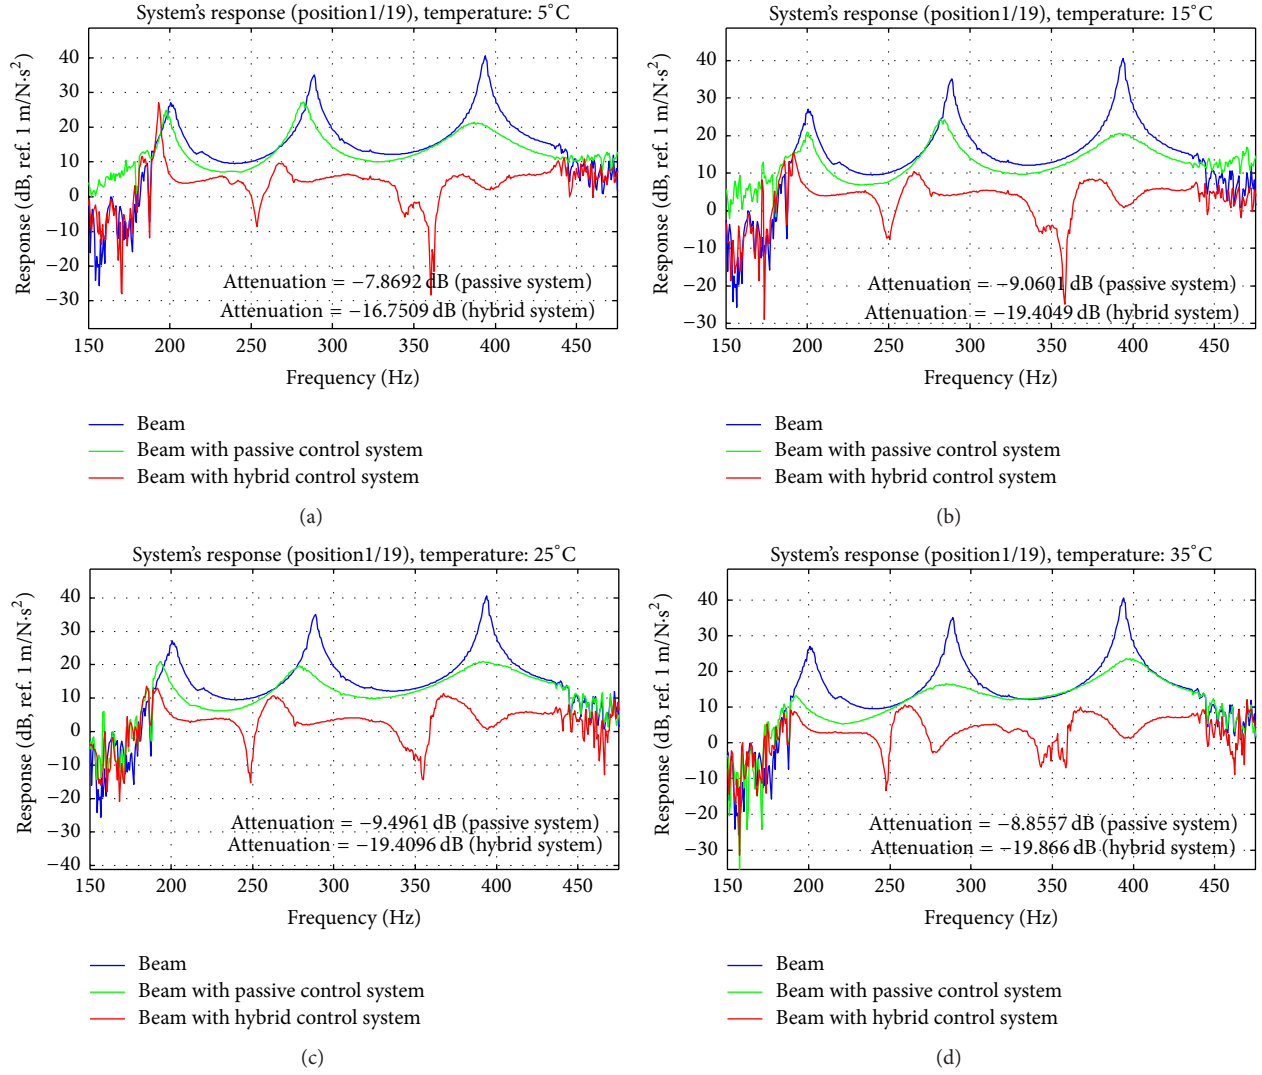 System's response (position1/19), temperature: 5°C
Response (dB, ref. 1 m/N·s²)
40
30
20
10
0
−10
−20
−30
Attenuation = −7.8692 dB (passive system)
Attenuation = −16.7509 dB (hybrid system)
150 200 250 300 350 400 450
Frequency (Hz)
Beam
Beam with passive control system
Beam with hybrid control system
(a)
System's response (position1/19), temperature: 15°C
Response (dB, ref. 1 m/N·s²)
40
30
20
10
0
−10
−20
−30
Attenuation = −9.0601 dB (passive system)
Attenuation = −19.4049 dB (hybrid system)
150 200 250 300 350 400 450
Frequency (Hz)
Beam
Beam with passive control system
Beam with hybrid control system
(b)
System's response (position1/19), temperature: 25°C
Response (dB, ref. 1 m/N·s²)
40
30
20
10
0
−10
−20
−30
−40
Attenuation = −9.4961 dB (passive system)
Attenuation = −19.4096 dB (hybrid system)
150 200 250 300 350 400 450
Frequency (Hz)
Beam
Beam with passive control system
Beam with hybrid control system
(c)
System's response (position1/19), temperature: 35°C
Response (dB, ref. 1 m/N·s²)
40
30
20
10
0
−10
−20
−30
Attenuation = −8.8557 dB (passive system)
Attenuation = −19.866 dB (hybrid system)
150 200 250 300 350 400 450
Frequency (Hz)
Beam
Beam with passive control system
Beam with hybrid control system
(d)